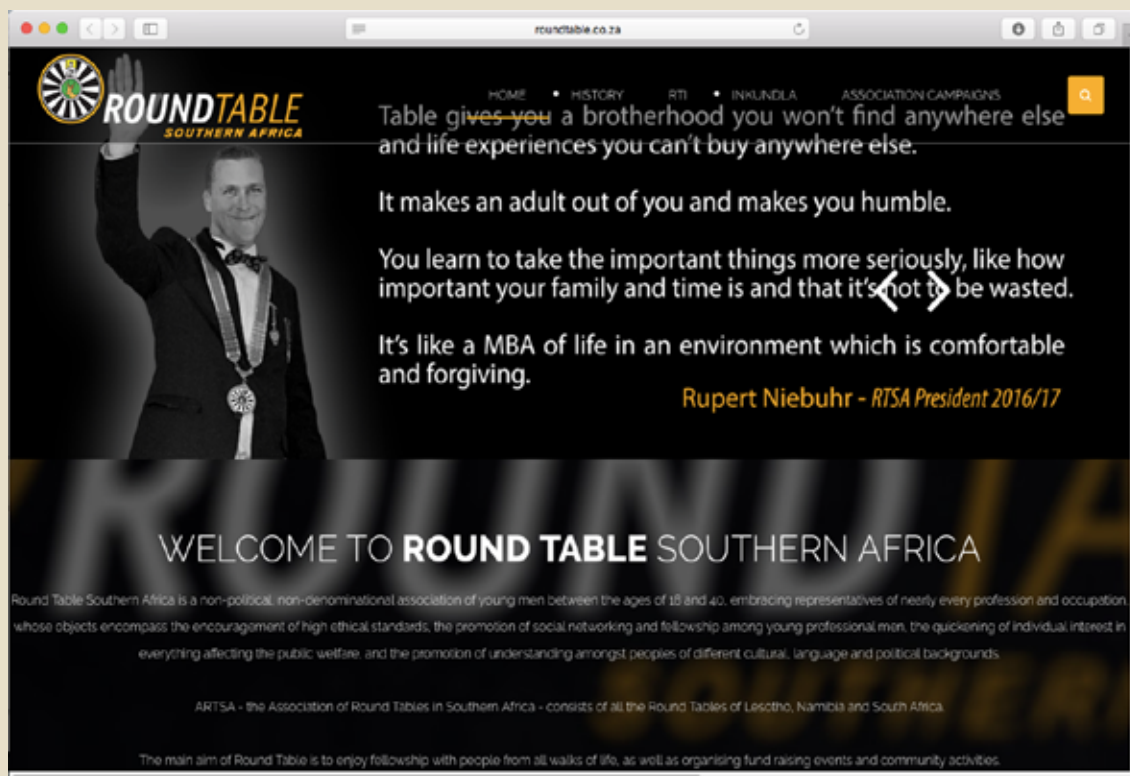 roundtable.co.za
ROUNDTABLE
SOUTHERN AFRICA
HOME • HISTORY RTI • INKUNDLA ASSOCIATION CAMPAIGNS
Table gives you a brotherhood you won't find anywhere else
and life experiences you can't buy anywhere else.
It makes an adult out of you and makes you humble.
You learn to take the important things more seriously, like how
important your family and time is and that it's not to be wasted.
It's like a MBA of life in an environment which is comfortable
and forgiving.
Rupert Niebuhr - RTSA President 2016/17
ROUNDTA
WELCOME TO ROUND TABLE SOUTHERN AFRICA
Round Table Southern Africa is a non-political, non-denominational association of young men between the ages of 18 and 40, embracing representatives of nearly every profession and occupation,
whose objects encompass the encouragement of high ethical standards, the promotion of social networking and fellowship among young professional men, the quickening of individual interest in
everything affecting the public welfare, and the promotion of understanding amongst peoples of different cultural, language and political backgrounds.
SOUTHER
ARTSA - the Association of Round Tables in Southern Africa - consists of all the Round Tables of Lesotho, Namibia and South Africa.
The main aim of Round Table is to enjoy fellowship with people from all walks of life, as well as organising fund raising events and community activities.